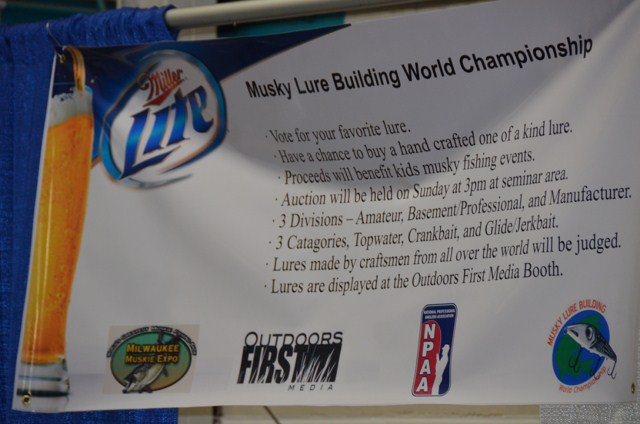 Miller
Lite
Musky Lure Building World Championship
· Vote for your favorite lure.
· Have a chance to buy a hand crafted one of a kind lure.
· Proceeds will benefit kids musky fishing events.
· Auction will be held on Sunday at 3pm at seminar area.
· 3 Divisions – Amateur, Basement/Professional, and Manufacturer.
· 3 Catagories, Topwater, Crankbait, and Glide/Jerkbait.
· Lures made by craftsmen from all over the world will be judged.
· Lures are displayed at the Outdoors First Media Booth.
MILWAUKEE
MUSKIE EXPO
OUTDOORS
FIRST
MEDIA
NPAA
MUSKY LURE BUILDING
World Championship